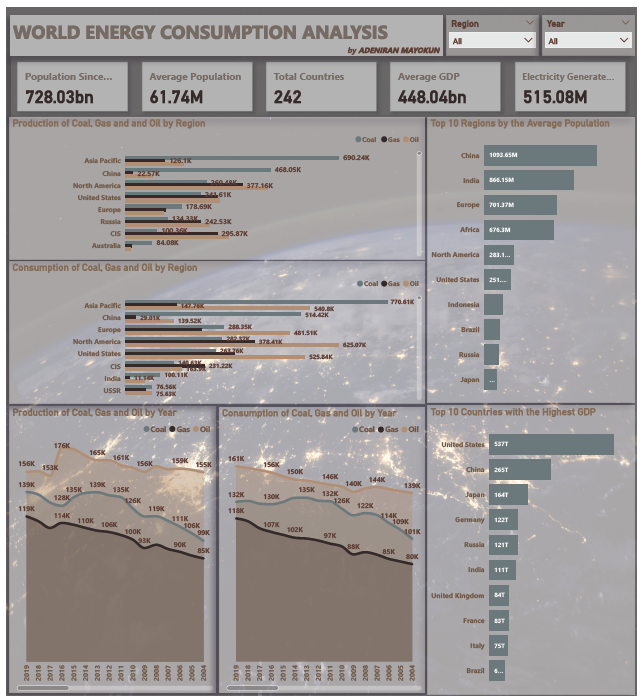 WORLD ENERGY CONSUMPTION ANALYSIS
by ADENIRAN MAYOKUN
Region
All
Year
All
Population Since...
728.03bn
Average Population
61.74M
Total Countries
242
Average GDP
448.04bn
Electricity Generate...
515.08M
Production of Coal, Gas and and Oil by Region
Coal Gas Oil
Asia Pacific 690.24K 126.1K
China 468.05K 22.57K
North America 377.16K
United States
Europe 178.69K
Russia 134.33K 242.53K
CIS 100.36K 295.87K
Australia 84.08K
Consumption of Coal, Gas and Oil by Region
Coal Gas Oil
Asia Pacific 770.61K 147.76K 540.8K
China 514.42K 29.01K 139.52K
Europe 288.35K 481.51K
North America 378.41K 625.07K
United States 263.76K 525.84K
CIS 231.22K
India 100.11K
USSR 76.56K 75.63K
Top 10 Regions by the Average Population
China 1093.65M
India 866.15M
Europe 701.37M
Africa 676.3M
North America 283.1...
United States 251....
Indonesia
Brazil
Russia
Japan ...
Production of Coal, Gas and Oil by Year
Coal Gas Oil
156K 153K 176K 165K 161K 156K 159K 155K
139K 128K 135K 139K 135K 126K 119K 111K 106K 99K
119K 114K 110K 106K 100K 93K 90K 85K
2019 2018 2017 2016 2015 2014 2013 2012 2011 2010 2009 2008 2007 2006 2005 2004
Consumption of Coal, Gas and Oil by Year
Coal Gas Oil
161K 156K 150K 146K 140K 144K 139K
132K 130K 135K 132K 126K 122K 114K 109K 101K
118K 107K 102K 97K 88K 85K 80K
2019 2018 2017 2016 2015 2014 2013 2012 2011 2010 2009 2008 2007 2006 2005 2004
Top 10 Countries with the Highest GDP
United States 537T
China 265T
Japan 164T
Germany 122T
Russia 121T
India 111T
United Kingdom 84T
France 83T
Italy 75T
Brazil 6...